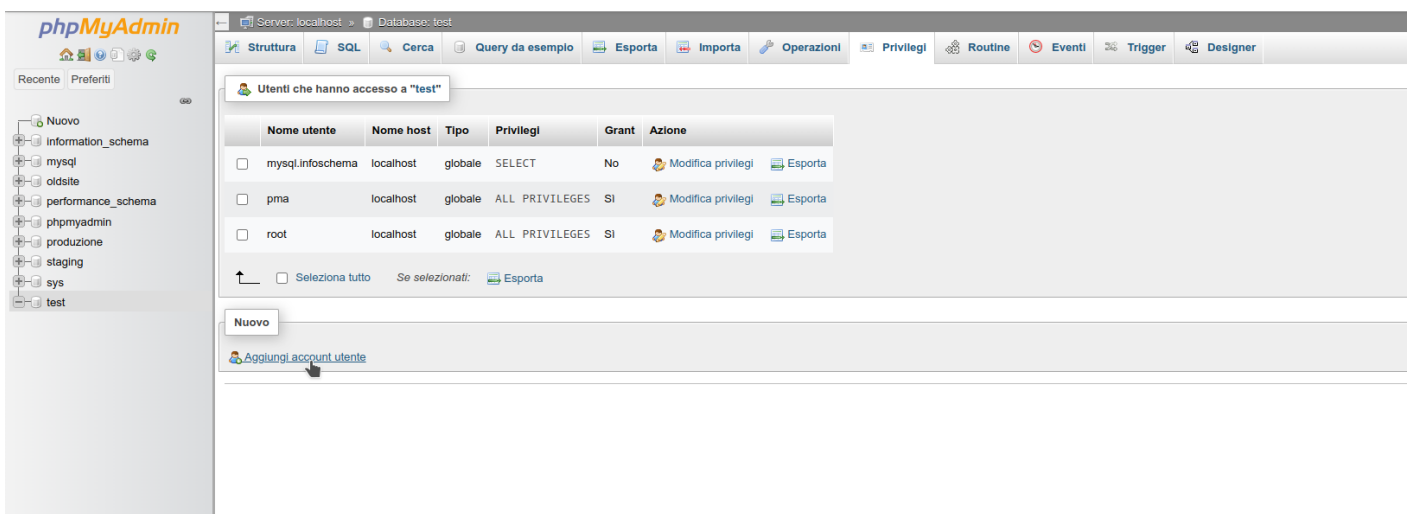 phpMyAdmin
Recente Preferiti
Nuovo
information_schema
mysql
oldsite
performance_schema
phpmyadmin
produzione
staging
sys
test
Server: localhost » Database: test
Struttura SQL Cerca Query da esempio Esporta Importa Operazioni Privilegi Routine Eventi Trigger Designer
Utenti che hanno accesso a "test"
Nome utente Nome host Tipo Privilegi Grant Azione
mysql.infoschema localhost globale SELECT No Modifica privilegi Esporta
pma localhost globale ALL PRIVILEGES Sì Modifica privilegi Esporta
root localhost globale ALL PRIVILEGES Sì Modifica privilegi Esporta
Seleziona tutto Se selezionati: Esporta
Nuovo
Aggiungi account utente